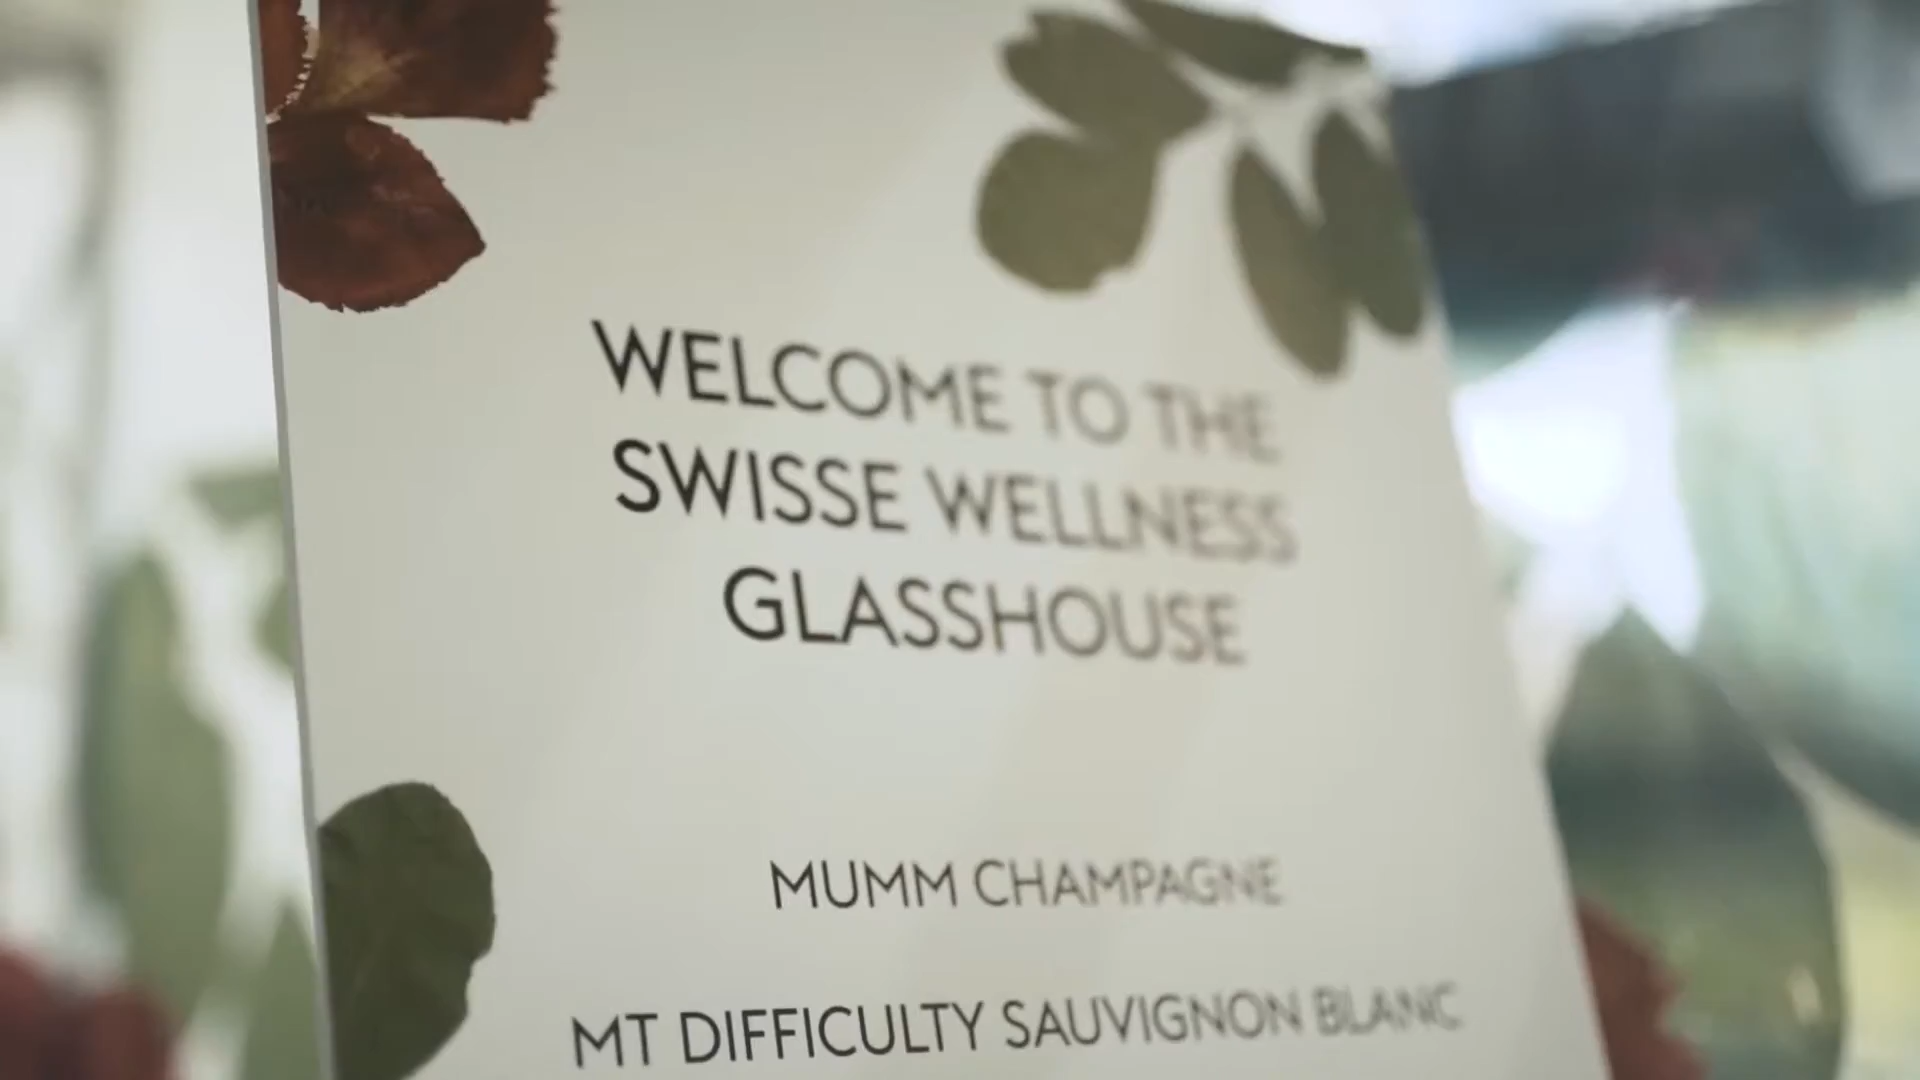 WELCOME TO THE
SWISSE WELLNESS
GLASSHOUSE
MUMM CHAMPAGNE
MT DIFFICULTY SAUVIGNON BLANC